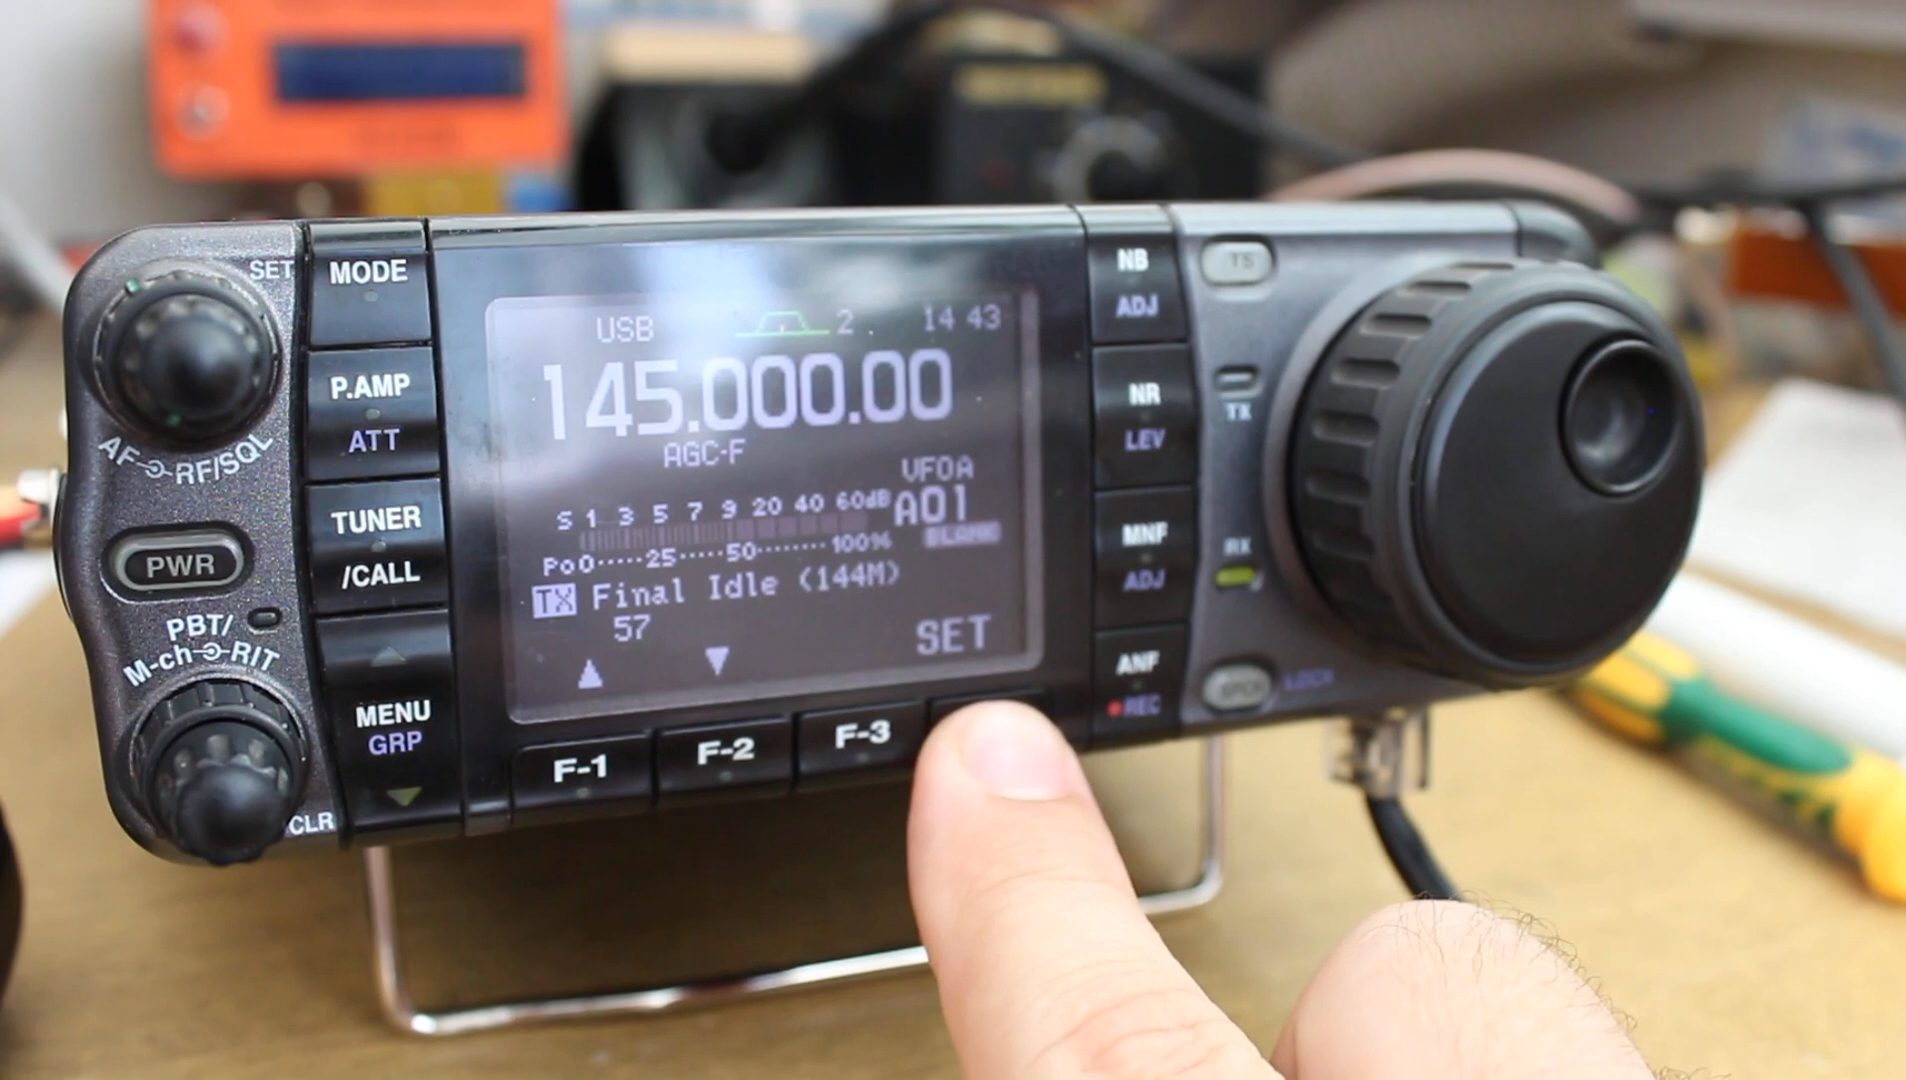 SET
MODE
NB
TS
ADJ
USB
2
14 43
145.000.00
P.AMP
ATT
NR
TX
LEV
AF RF/SQL
AGC-F
VFOA
S 1 3 5 7 9 20 40 60dB
A01
BLANK
TUNER
/CALL
MNF
RX
ADJ
Po0.....25.....50.......100%
PWR
TX Final Idle (144M)
57
SET
PBT/
M-ch RIT
ANF
SPCH
LOCK
REC
MENU
GRP
F-1
F-2
F-3
CLR